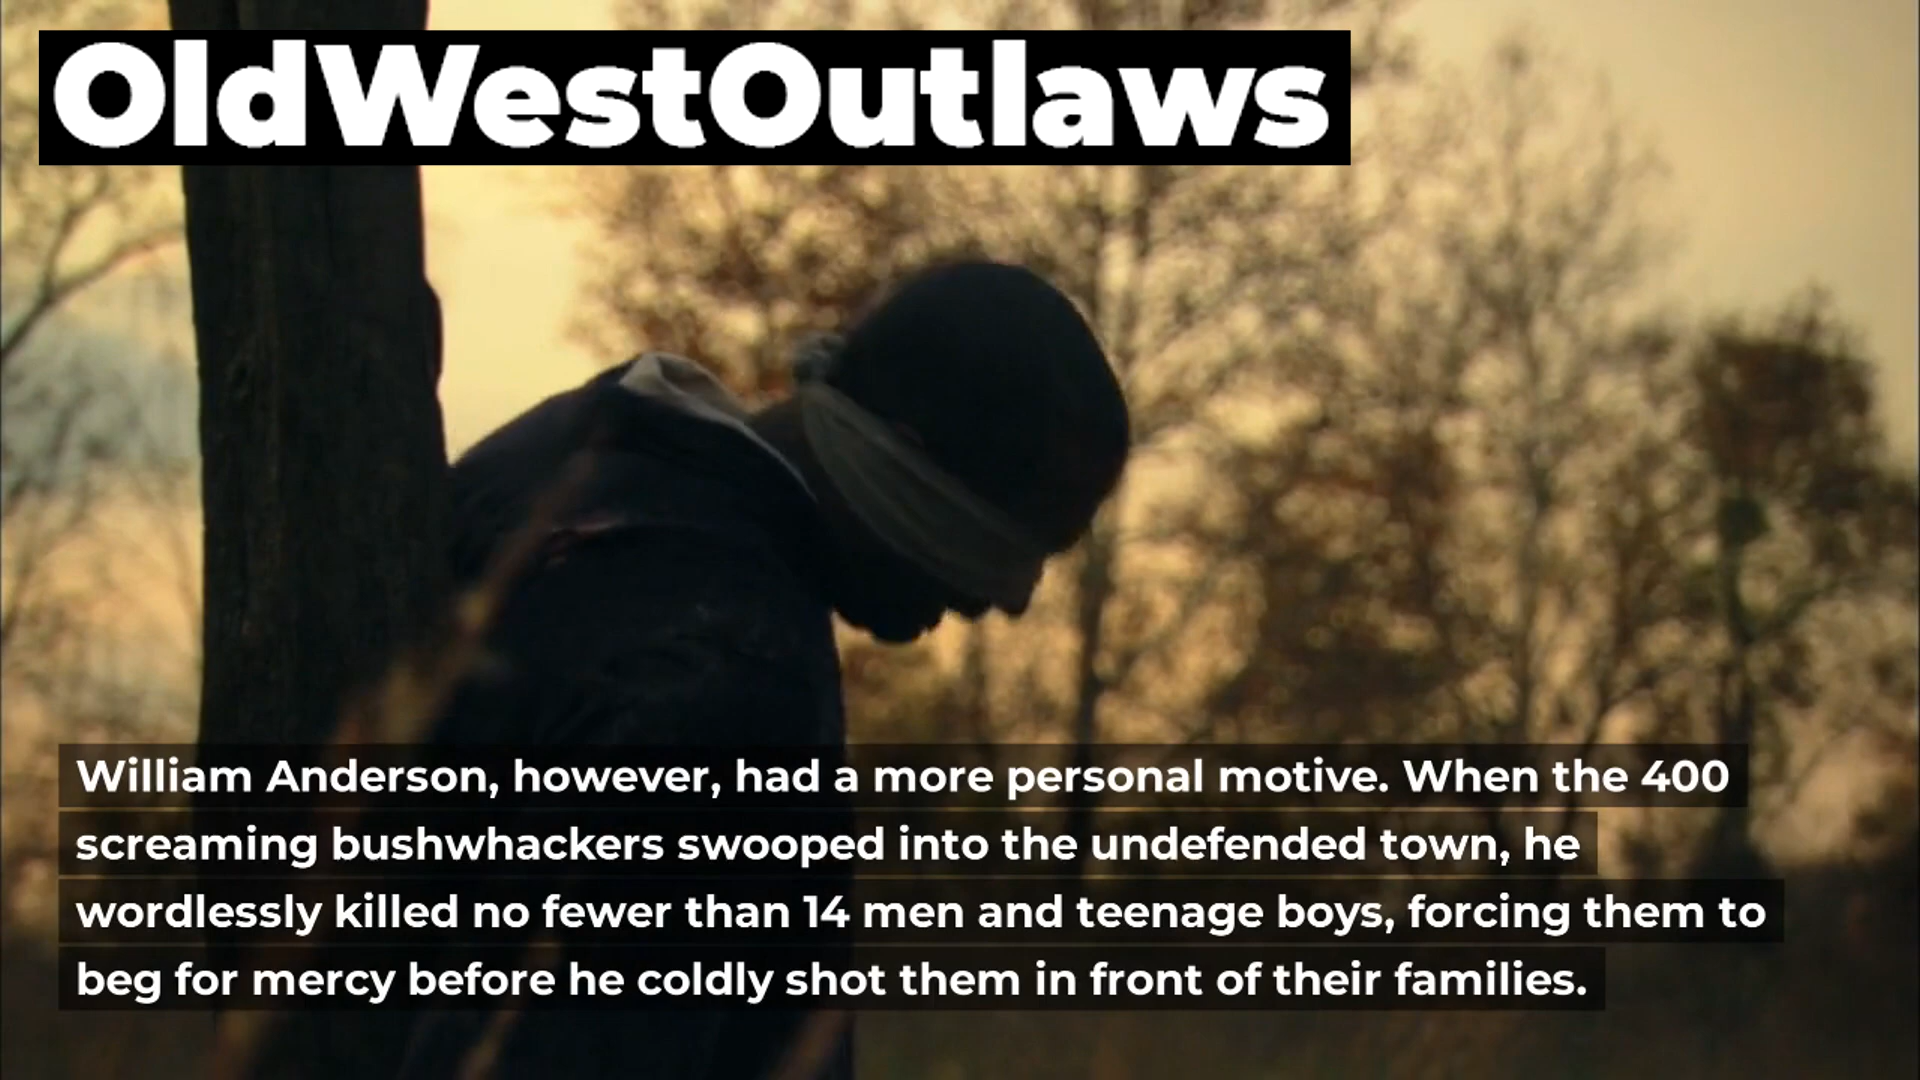 OldWestOutlaws
William Anderson, however, had a more personal motive. When the 400
screaming bushwhackers swooped into the undefended town, he
wordlessly killed no fewer than 14 men and teenage boys, forcing them to
beg for mercy before he coldly shot them in front of their families.